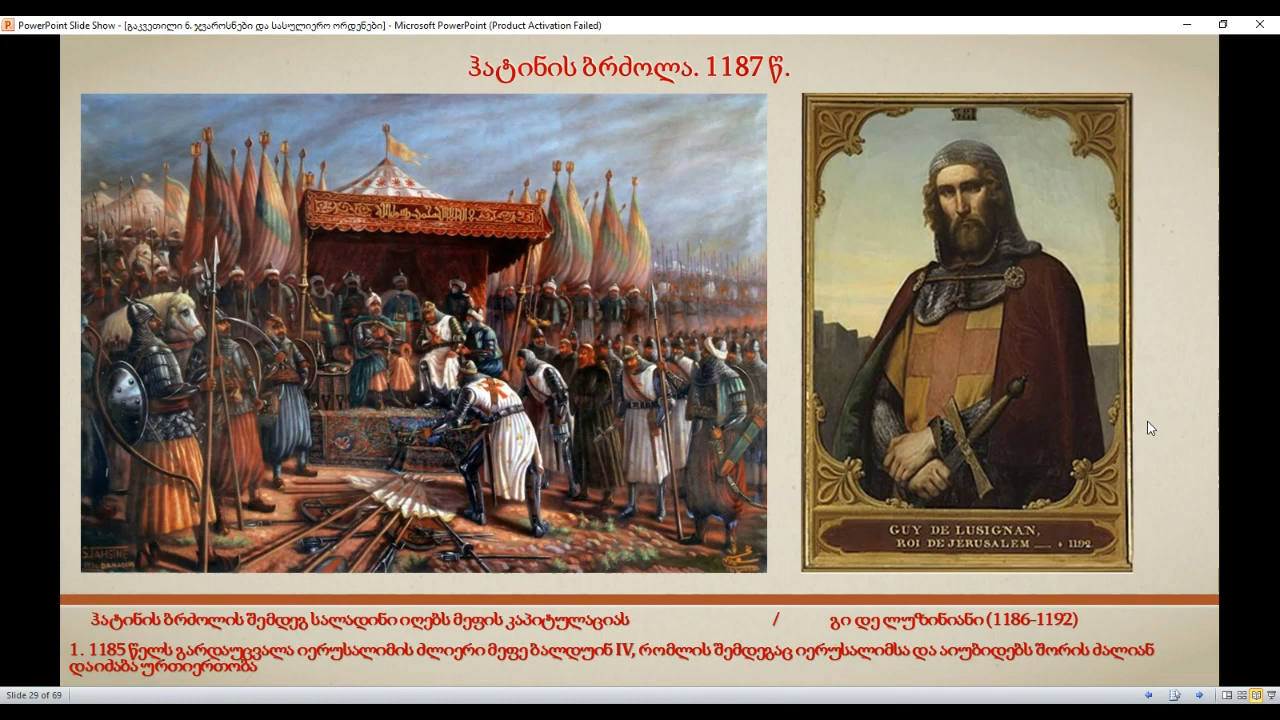 PowerPoint Slide Show - [გაკვეთილი 6. ჯვაროსნები და სასულიერო ორდენები] - Microsoft PowerPoint (Product Activation Failed)
ჰატინის ბრძოლა. 1187 წ.
GUY DE LUSIGNAN,
ROI DE JERUSALEM __ + 1192.
ჰატინის ბრძოლის შემდეგ სალადინი იღებს მეფის კაპიტულაციას / გი დე ლუზინიანი (1186-1192)
1. 1185 წელს გარდაუცვალა იერუსალიმის ძლიერი მეფე ბალდუინ IV, რომლის შემდეგაც იერუსალიმსა და აიუბიდებს შორის ძალიან
დაიძაბა ურთიერთობა
Slide 29 of 69